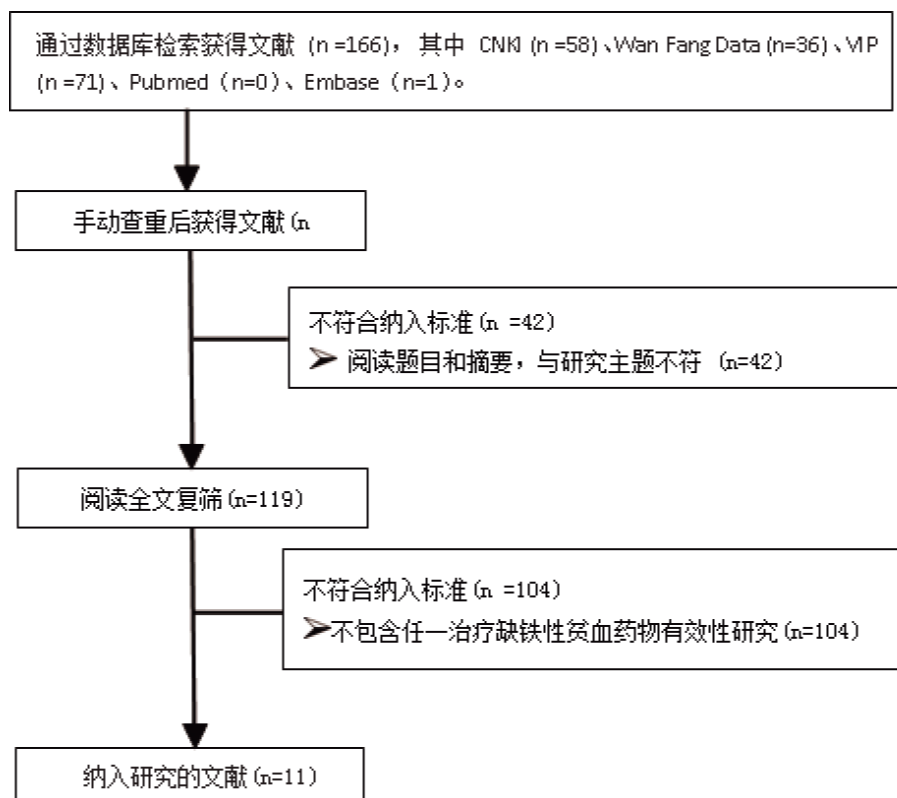 通过数据库检索获得文献 (n =166), 其中 CNKI (n =58)、Wan Fang Data (n=36)、VIP
(n =71)、Pubmed (n=0)、Embase (n=1)。
手动查重后获得文献(n
不符合纳入标准(n =42)
➢ 阅读题目和摘要，与研究主题不符 (n=42)
阅读全文复筛(n=119)
不符合纳入标准(n =104)
➢不包含任一治疗缺铁性贫血药物有效性研究(n=104)
纳入研究的文献(n=11)